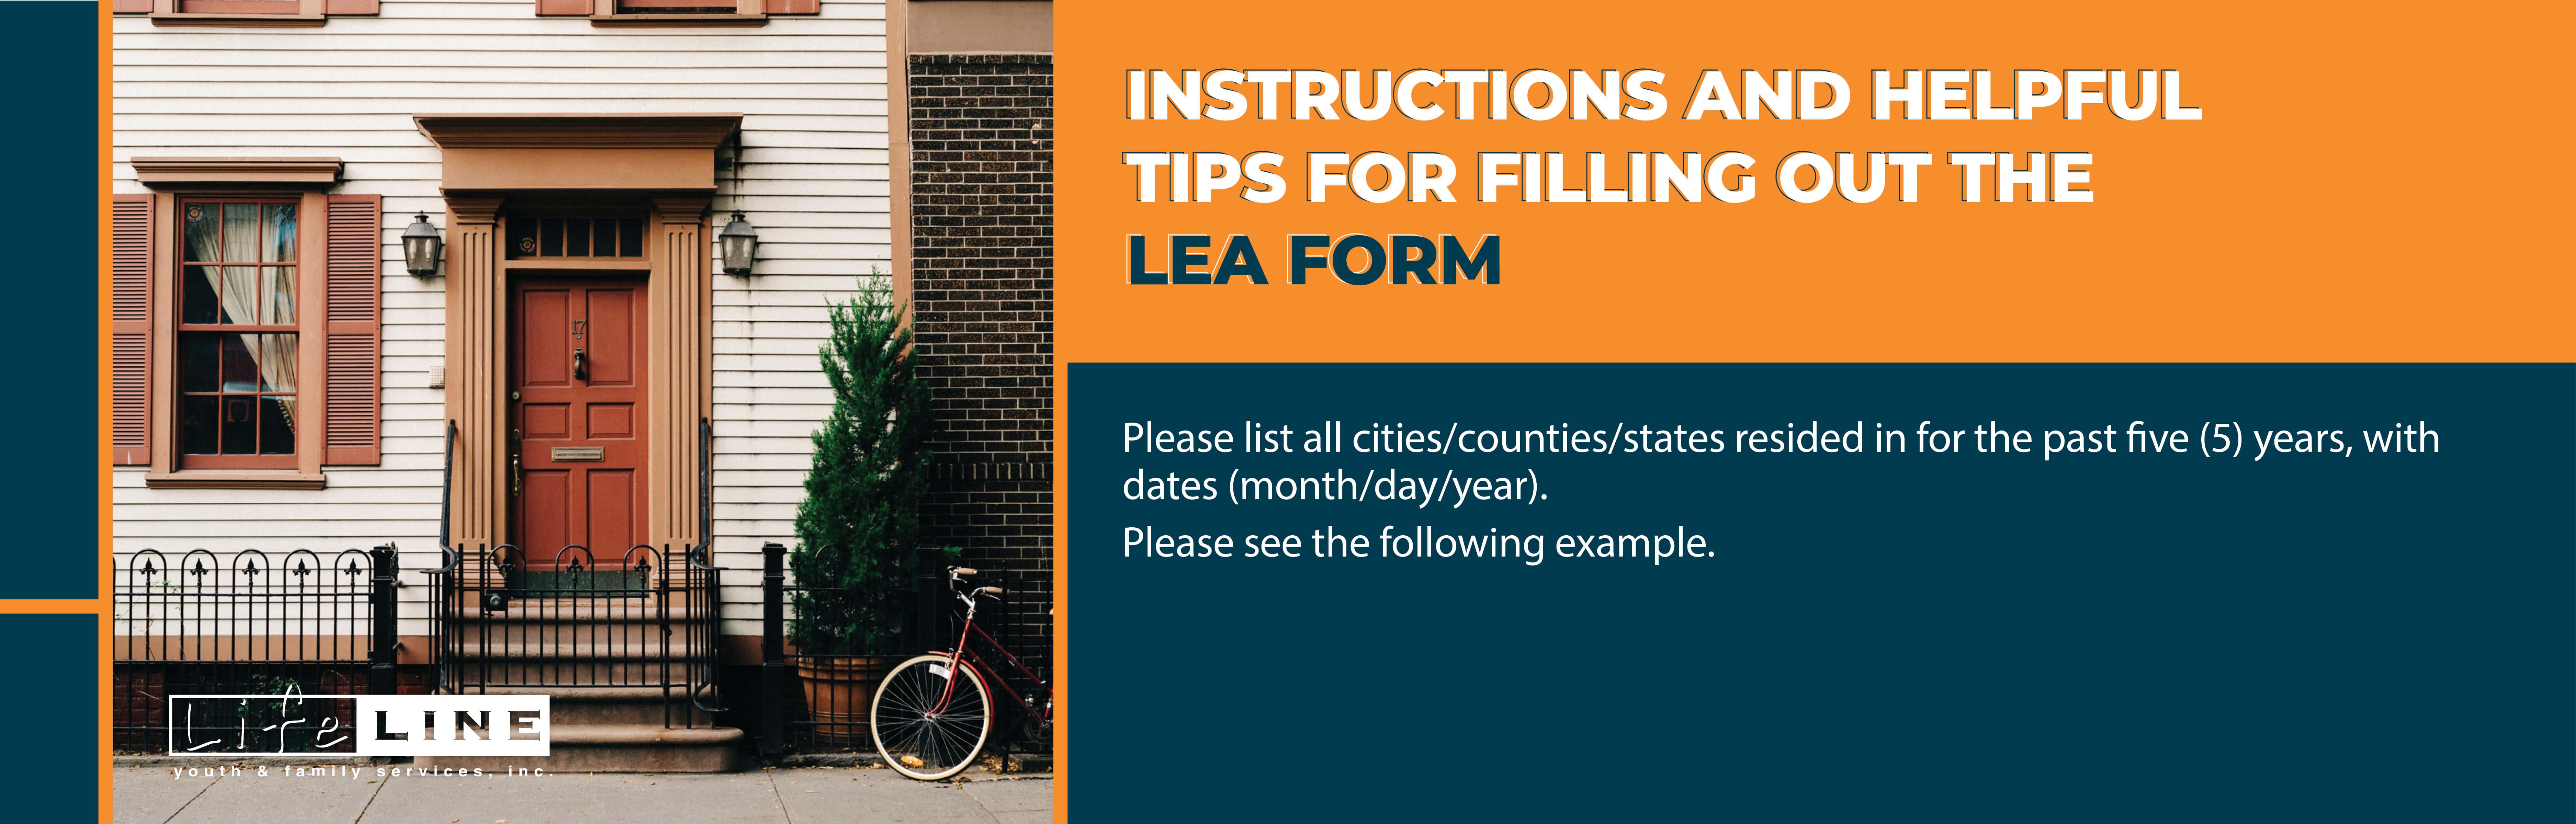 INSTRUCTIONS AND HELPFUL
TIPS FOR FILLING OUT THE
LEA FORM
Please list all cities/counties/states resided in for the past five (5) years, with
dates (month/day/year).
Please see the following example.
17
Life LINE
youth & family services, inc.